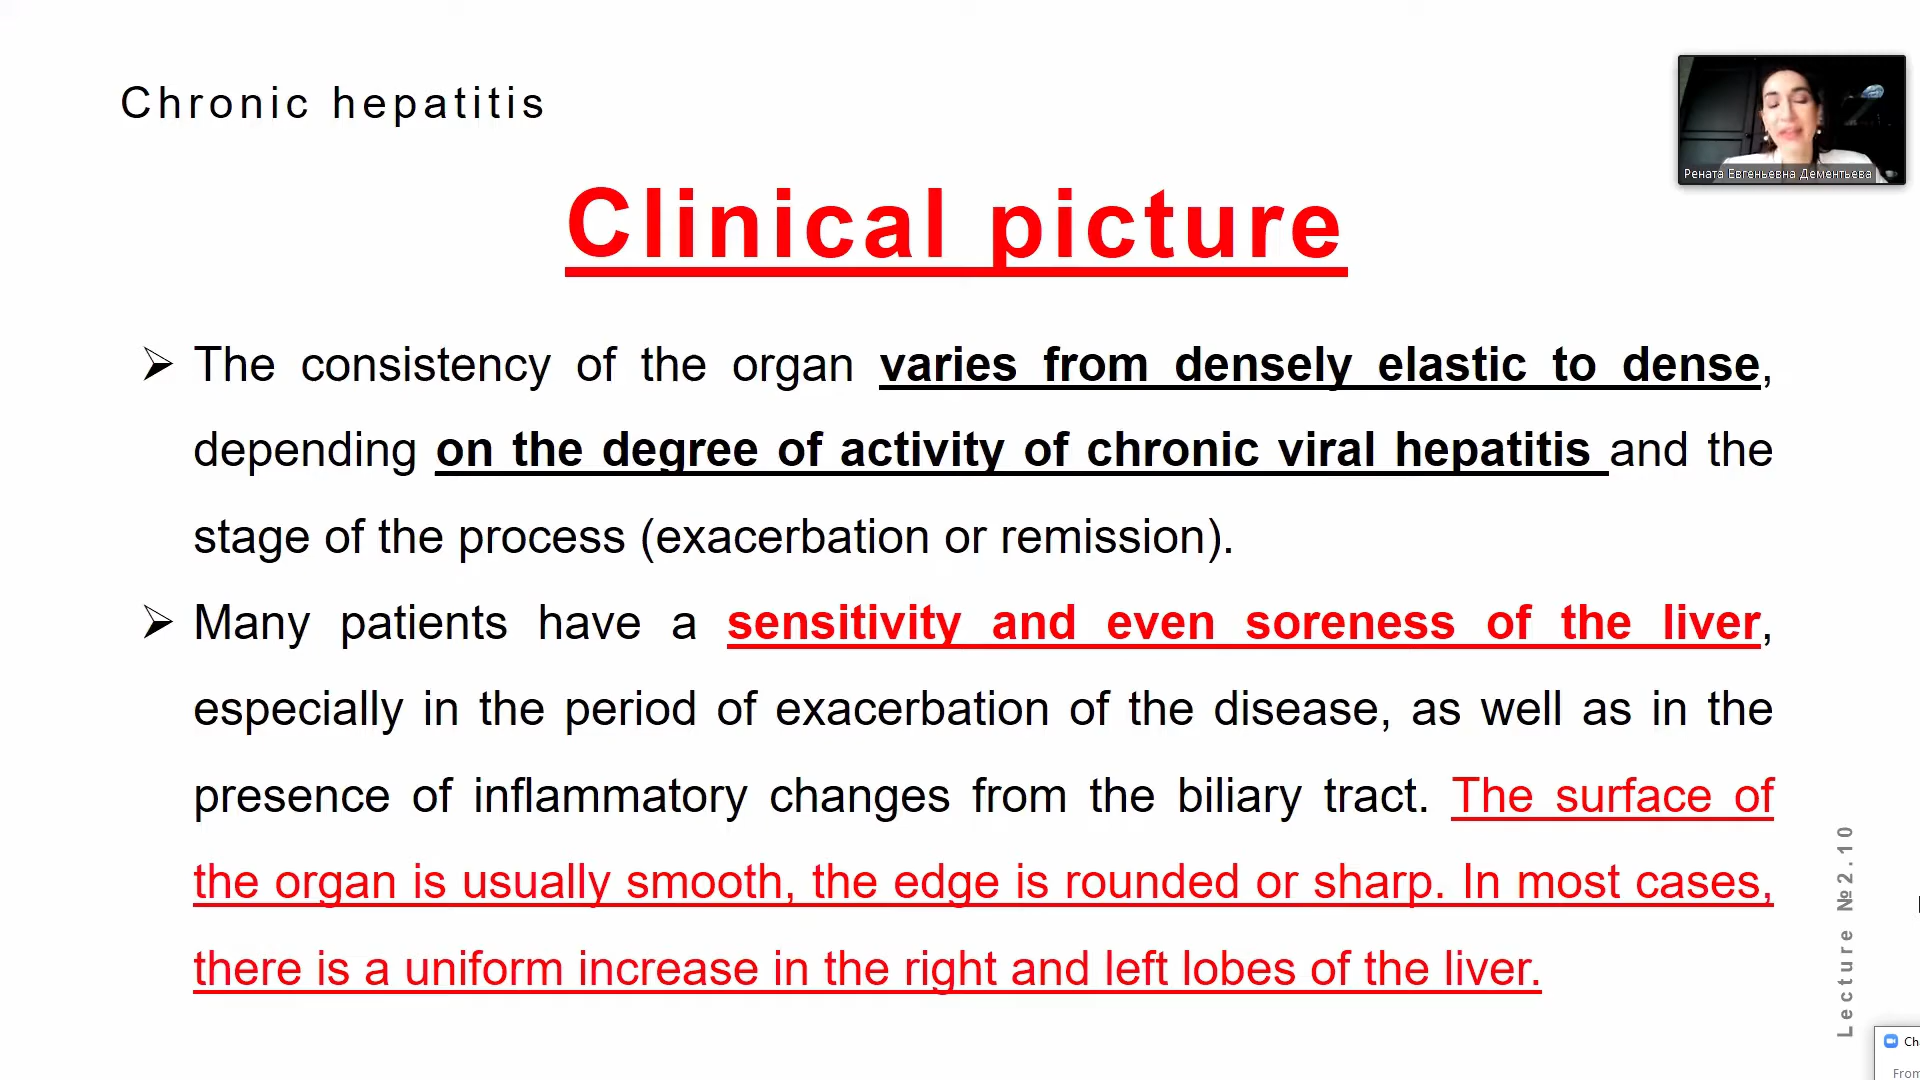 Chronic hepatitis
Рената Евгеньевна Дементьева
Clinical picture
➢ The consistency of the organ varies from densely elastic to dense,
depending on the degree of activity of chronic viral hepatitis and the
stage of the process (exacerbation or remission).
➢ Many patients have a sensitivity and even soreness of the liver,
especially in the period of exacerbation of the disease, as well as in the
presence of inflammatory changes from the biliary tract. The surface of
the organ is usually smooth, the edge is rounded or sharp. In most cases,
there is a uniform increase in the right and left lobes of the liver.
Lecture №2.10
From